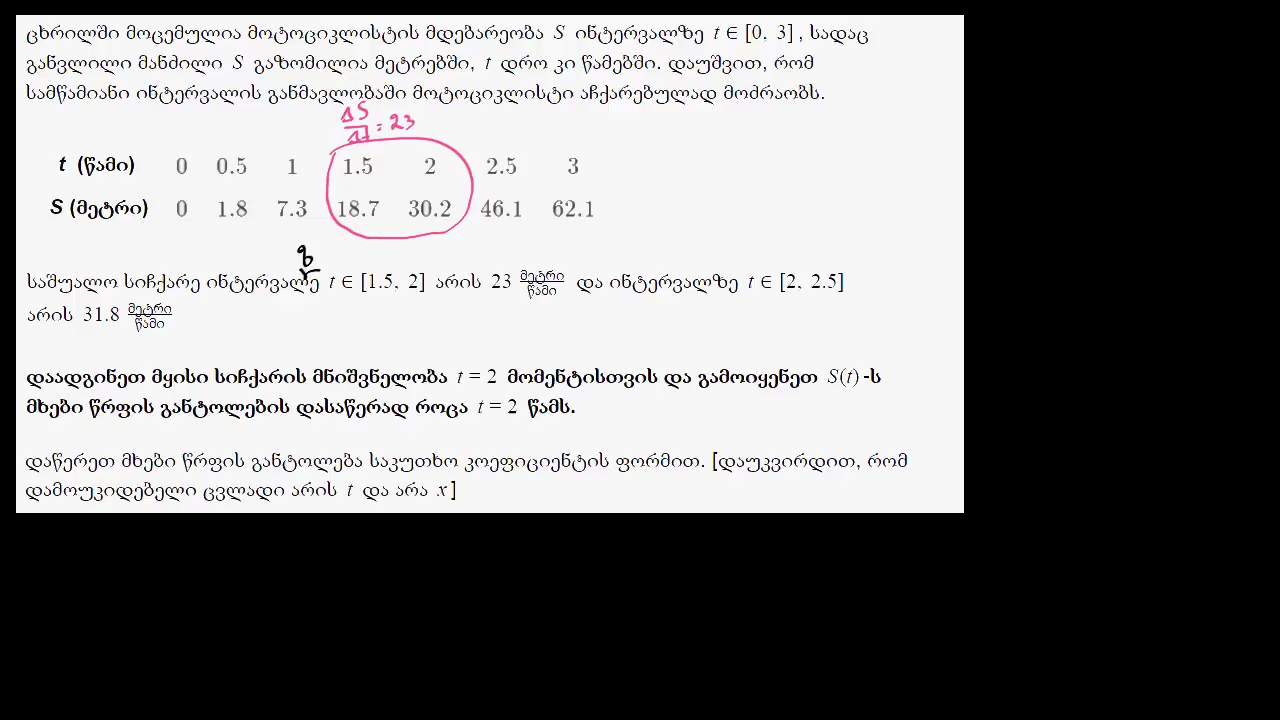 ცხრილში მოცემულია მოტოციკლისტის მდებარეობა S ინტერვალზე t ∈ [0, 3], სადაც
განვლილი მანძილი S გაზომილია მეტრებში, t დრო კი წამებში. დაუშვით, რომ
სამწამიანი ინტერვალის განმავლობაში მოტოციკლისტი აჩქარებულად მოძრაობს.
ΔS/Δt = 23
t (წამი) 0 0.5 1 1.5 2 2.5 3
S (მეტრი) 0 1.8 7.3 18.7 30.2 46.1 62.1
ზ
საშუალო სიჩქარე ინტერვალე t ∈ [1.5, 2] არის 23 მეტრი/წამი და ინტერვალზე t ∈ [2, 2.5]
არის 31.8 მეტრი/წამი
დაადგინეთ მყისი სიჩქარის მნიშვნელობა t = 2 მომენტისთვის და გამოიყენეთ S(t)-ს
მხები წრფის განტოლების დასაწერად როცა t = 2 წამს.
დაწერეთ მხები წრფის განტოლება საკუთხო კოეფიციენტის ფორმით. [დაუკვირდით, რომ
დამოუკიდებელი ცვლადი არის t და არა x]